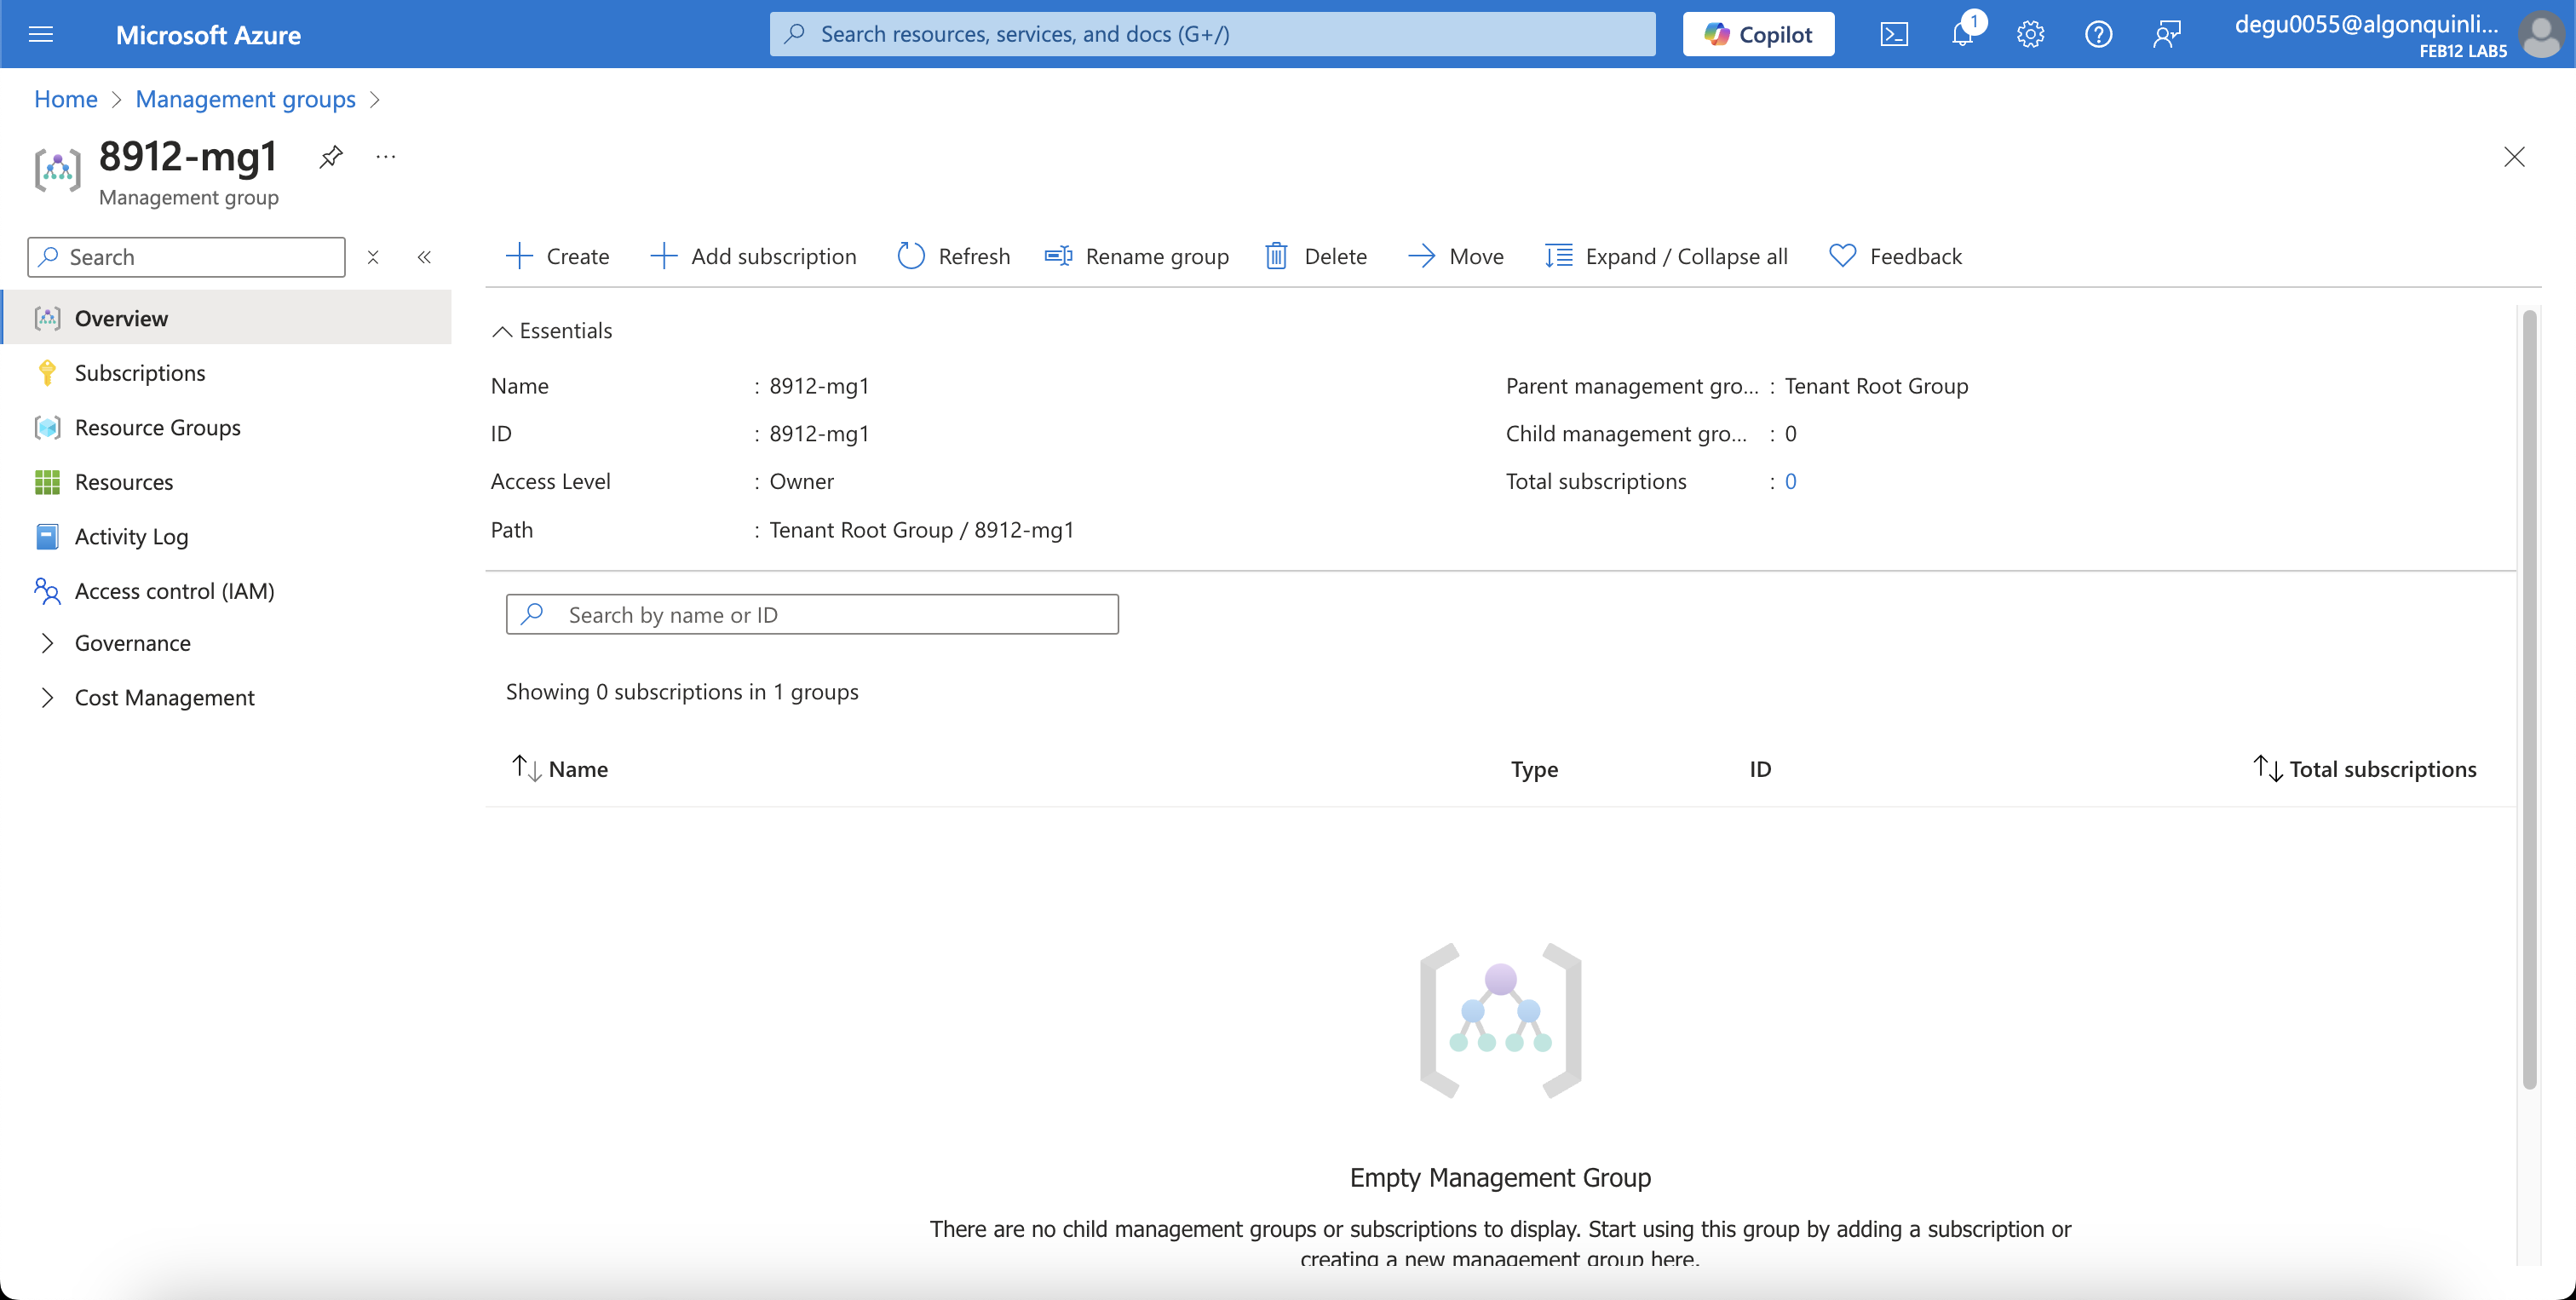 Microsoft Azure
Search resources, services, and docs (G+/)
Copilot
1
degu0055@algonquinli...
FEB12 LAB5
Home > Management groups >
8912-mg1
...
Management group
Search
Create
Add subscription
Refresh
Rename group
Delete
Move
Expand / Collapse all
Feedback
Overview
Subscriptions
Resource Groups
Resources
Activity Log
Access control (IAM)
Governance
Cost Management
Essentials
Name : 8912-mg1
ID : 8912-mg1
Access Level : Owner
Path : Tenant Root Group / 8912-mg1
Parent management gro... : Tenant Root Group
Child management gro... : 0
Total subscriptions : 0
Search by name or ID
Showing 0 subscriptions in 1 groups
Name Type ID Total subscriptions
Empty Management Group
There are no child management groups or subscriptions to display. Start using this group by adding a subscription or
creating a new management group here.